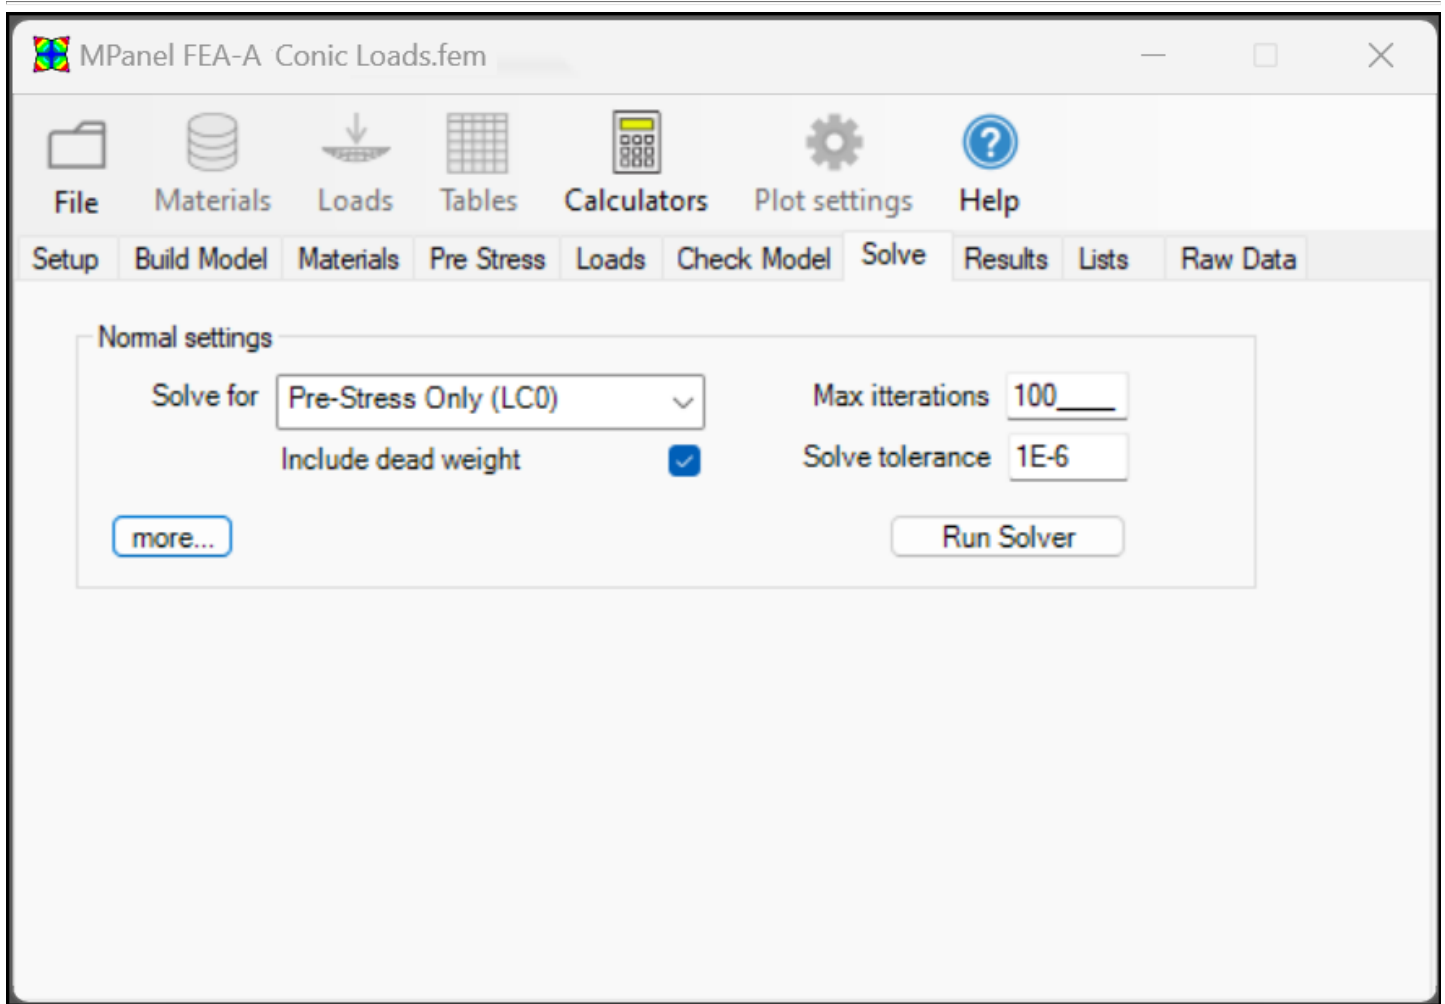 MPanel FEA-A Conic Loads.fem
File Materials Loads Tables Calculators Plot settings Help
Setup Build Model Materials Pre Stress Loads Check Model Solve Results Lists Raw Data
Normal settings
Solve for Pre-Stress Only (LC0) Max itterations 100____
Include dead weight Solve tolerance 1E-6
more... Run Solver